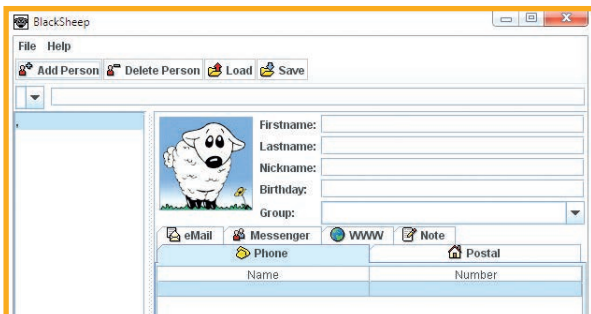 BlackSheep
File Help
Add Person Delete Person Load Save
,
Firstname:
Lastname:
Nickname:
Birthday:
Group:
eMail Messenger WWW Note
Phone Postal
Name Number